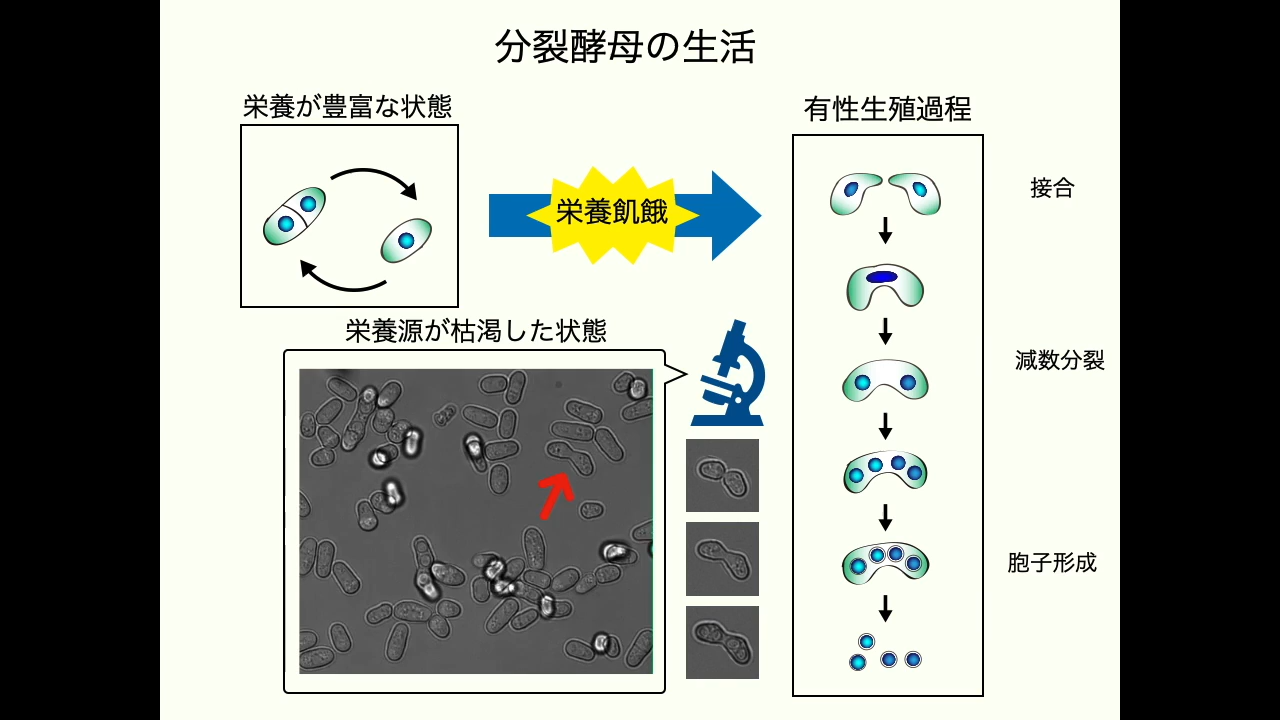 分裂酵母の生活
栄養が豊富な状態
有性生殖過程
栄養飢餓
接合
栄養源が枯渇した状態
減数分裂
胞子形成